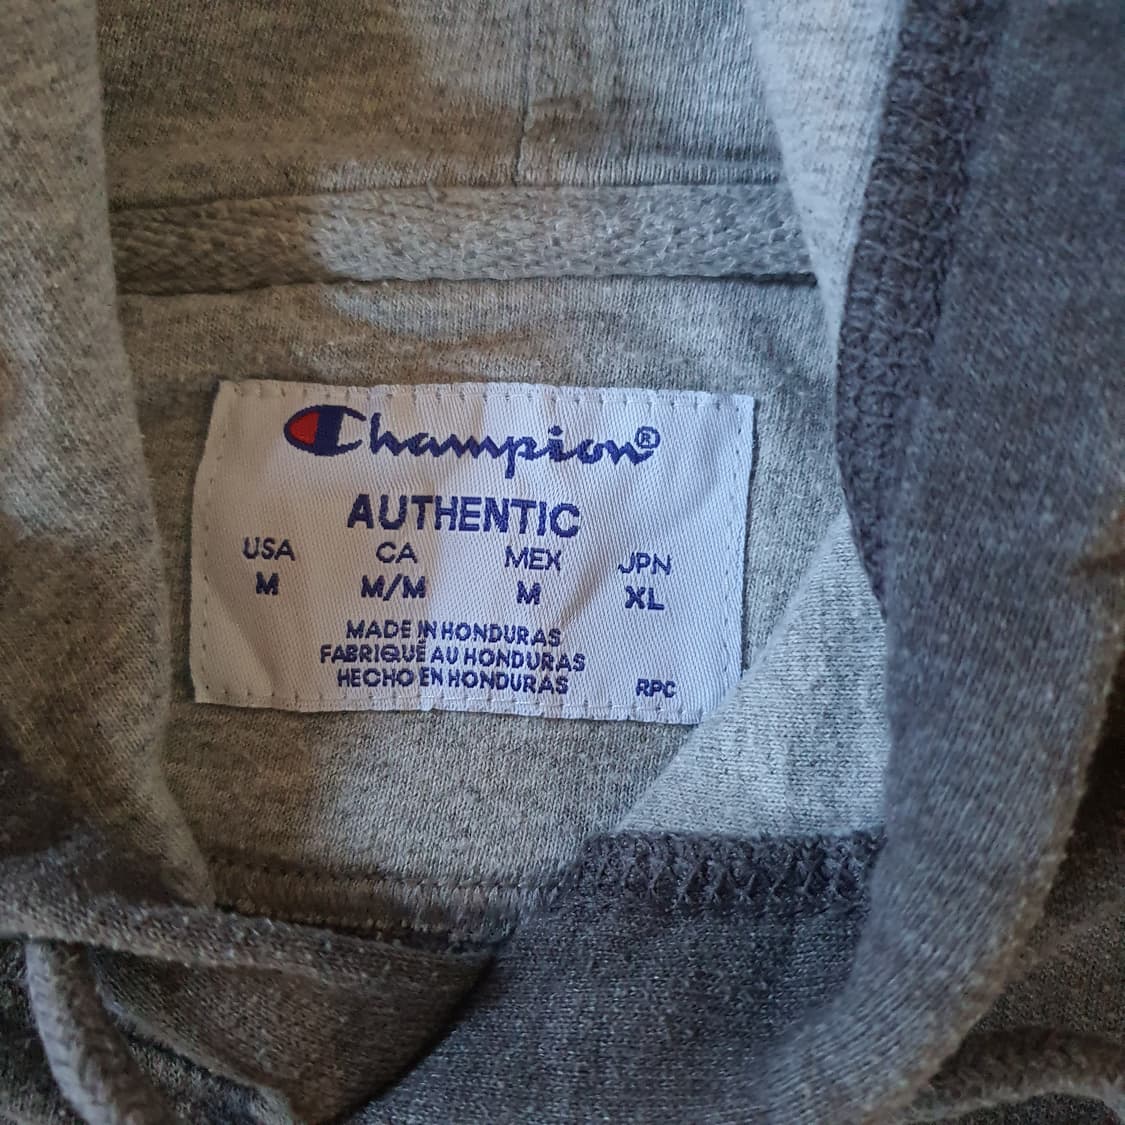 Champion®
AUTHENTIC
USA CA MEX JPN
M M/M M XL
MADE IN HONDURAS
FABRIQUÉ AU HONDURAS
HECHO EN HONDURAS RPC